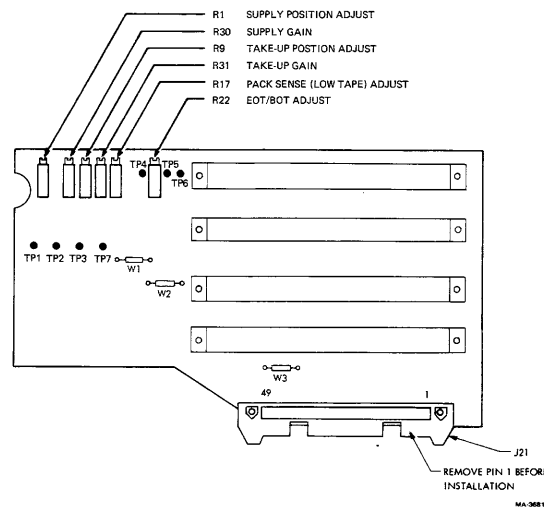 R1 SUPPLY POSITION ADJUST
R30 SUPPLY GAIN
R9 TAKE-UP POSTION ADJUST
R31 TAKE-UP GAIN
R17 PACK SENSE (LOW TAPE) ADJUST
R22 EOT/BOT ADJUST
TP4 TP5
TP6
TP1 TP2 TP3 TP7
W1
W2
W3
49 1
J21
REMOVE PIN 1 BEFORE
INSTALLATION
MA-3681